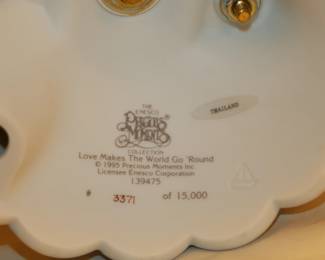 THE
ENESCO
PRECIOUS
MOMENTS®
COLLECTION
THAILAND
Love Makes The World Go 'Round
© 1995 Precious Moments Inc
Licensee Enesco Corporation
139475
# 3371 of 15,000